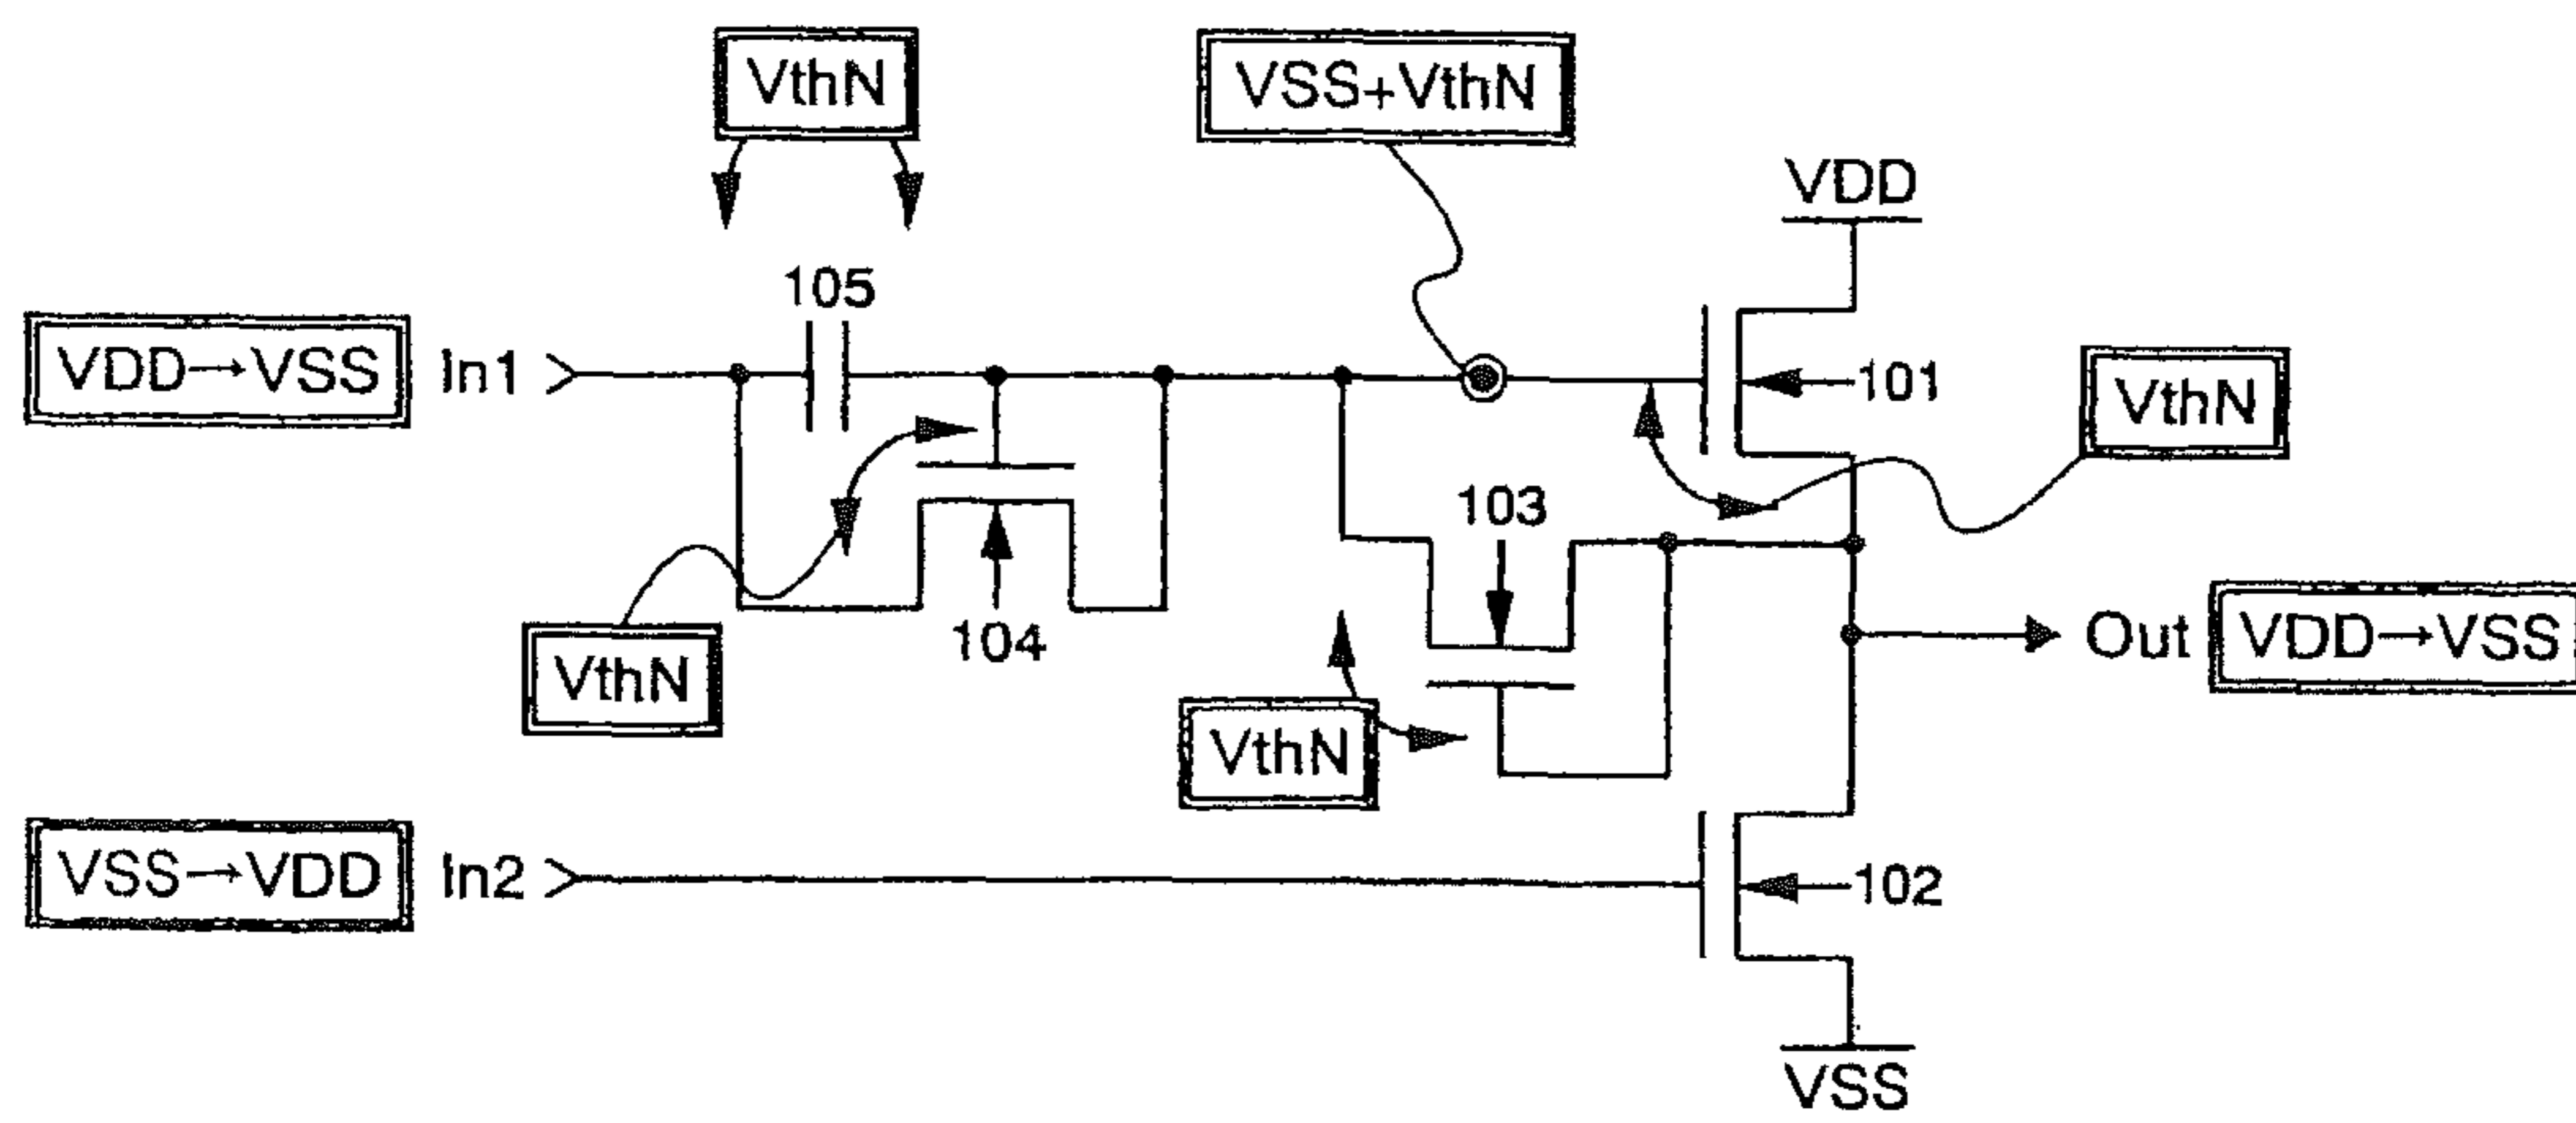 VthN
VSS+VthN
VDD
105
VDD→VSS
In1
101
VthN
103
104
VthN
Out
VDD→VSS
VthN
VSS→VDD
In2
102
VSS